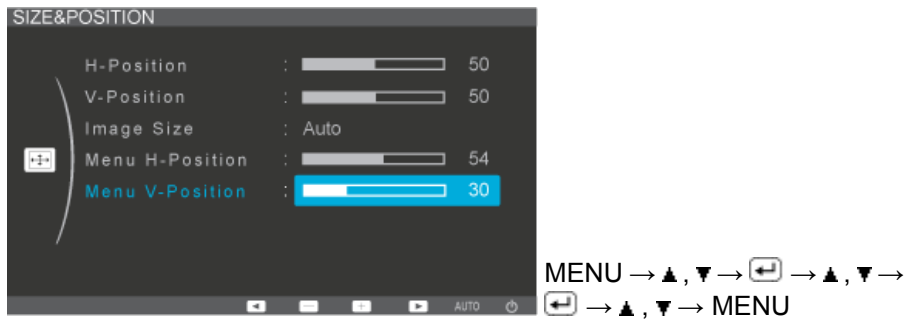 SIZE&POSITION
H-Position : 50
V-Position : 50
Image Size : Auto
Menu H-Position : 54
Menu V-Position : 30
AUTO
MENU → ▲ , ▼ → ↵ → ▲ , ▼ →
↵ → ▲ , ▼ → MENU